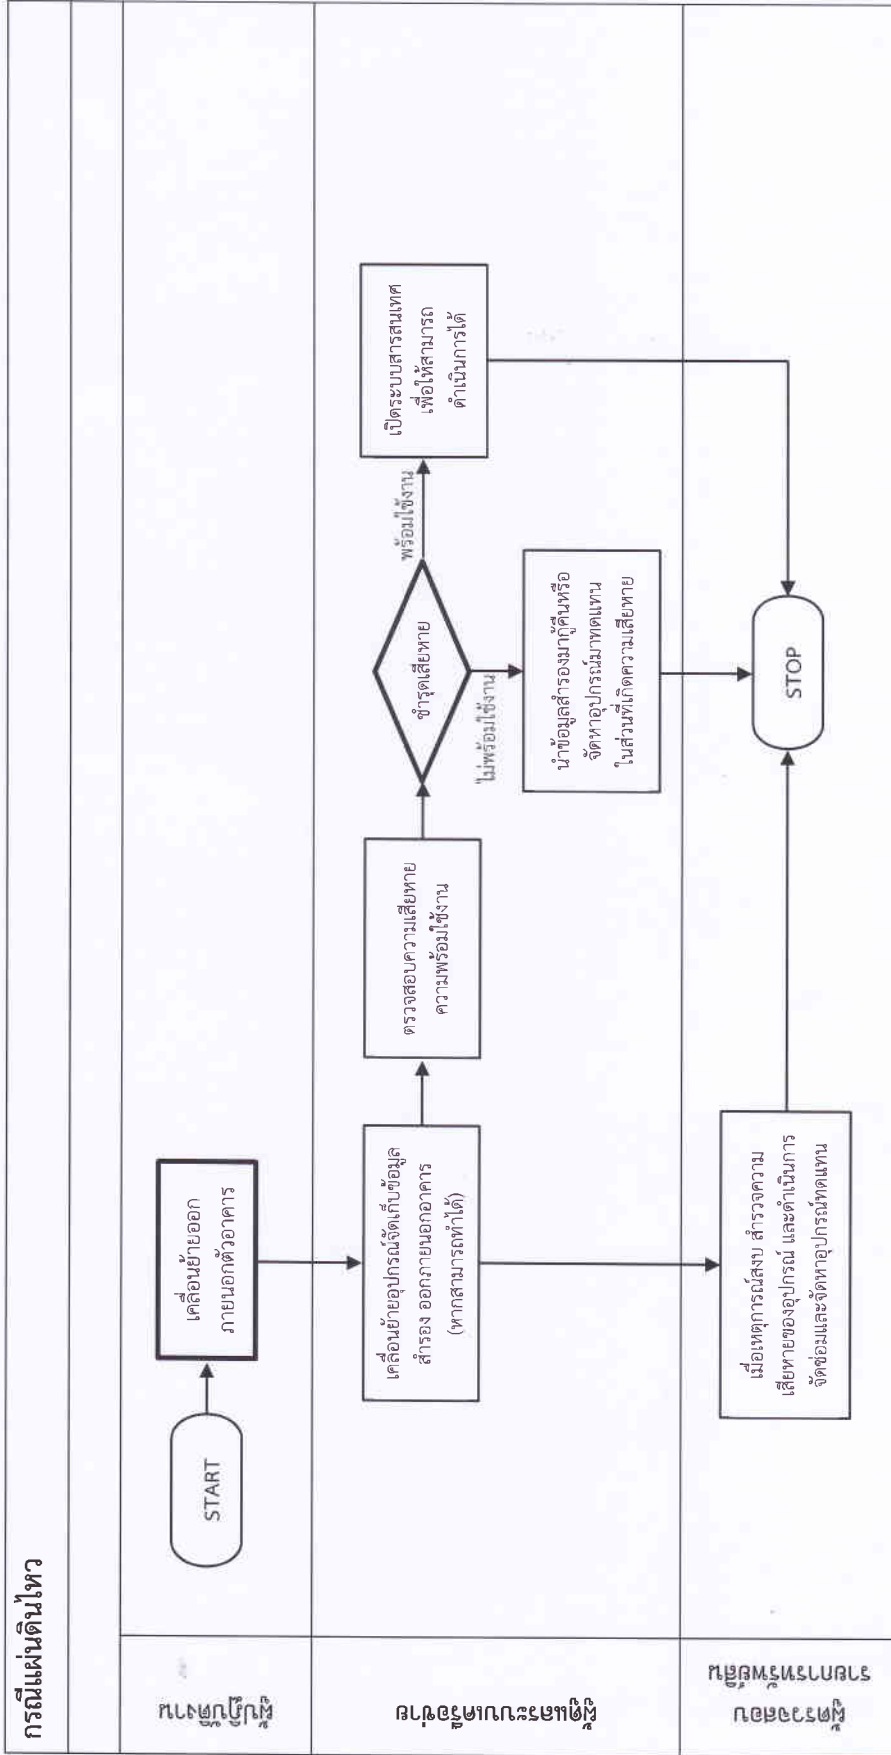 กรณีแผ่นดินไหว
ผู้ปฏิบัติงาน
START
เคลื่อนย้ายออก
ภายนอกตัวอาคาร
ผู้ดูแลระบบเครือข่าย
เคลื่อนย้ายอุปกรณ์จัดเก็บข้อมูล
สำรอง ออกภายนอกอาคาร
(หากสามารถทำได้)
ตรวจสอบความเสียหาย
ความพร้อมใช้งาน
ชำรุดเสียหาย
พร้อมใช้งาน
เปิดระบบสารสนเทศ
เพื่อให้สามารถ
ดำเนินการได้
ไม่พร้อมใช้งาน
นำข้อมูลสำรองมากู้คืนหรือ
จัดหาอุปกรณ์มาทดแทน
ในส่วนที่เกิดความเสียหาย
ผู้ตรวจสอบ
รายการทรัพย์สิน
เมื่อเหตุการณ์สงบ สำรวจความ
เสียหายของอุปกรณ์ และดำเนินการ
จัดซ่อมและจัดหาอุปกรณ์ทดแทน
STOP